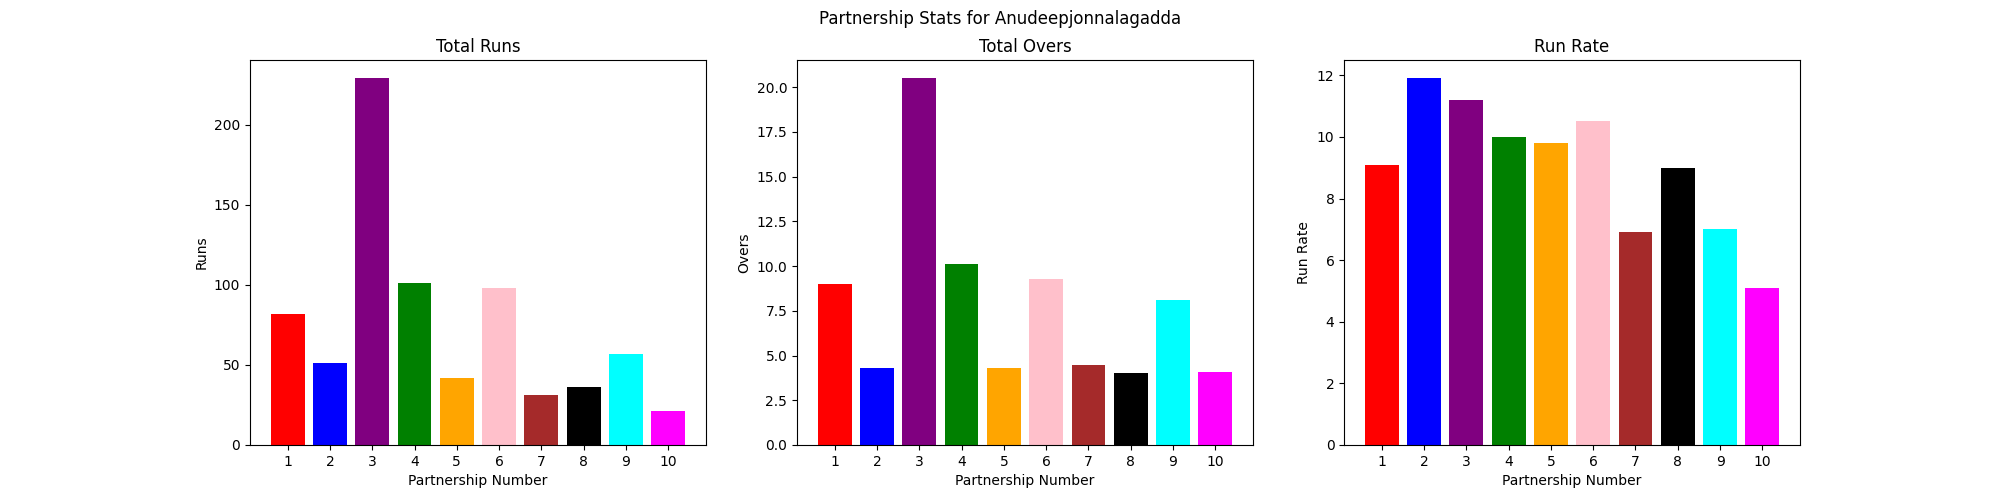 Partnership Stats for Anudeepjonnalagadda
Total Runs
200
150
100
50
0
Runs
1 2 3 4 5 6 7 8 9 10
Partnership Number
Total Overs
20.0
17.5
15.0
12.5
10.0
7.5
5.0
2.5
0.0
Overs
1 2 3 4 5 6 7 8 9 10
Partnership Number
Run Rate
12
10
8
6
4
2
0
Run Rate
1 2 3 4 5 6 7 8 9 10
Partnership Number